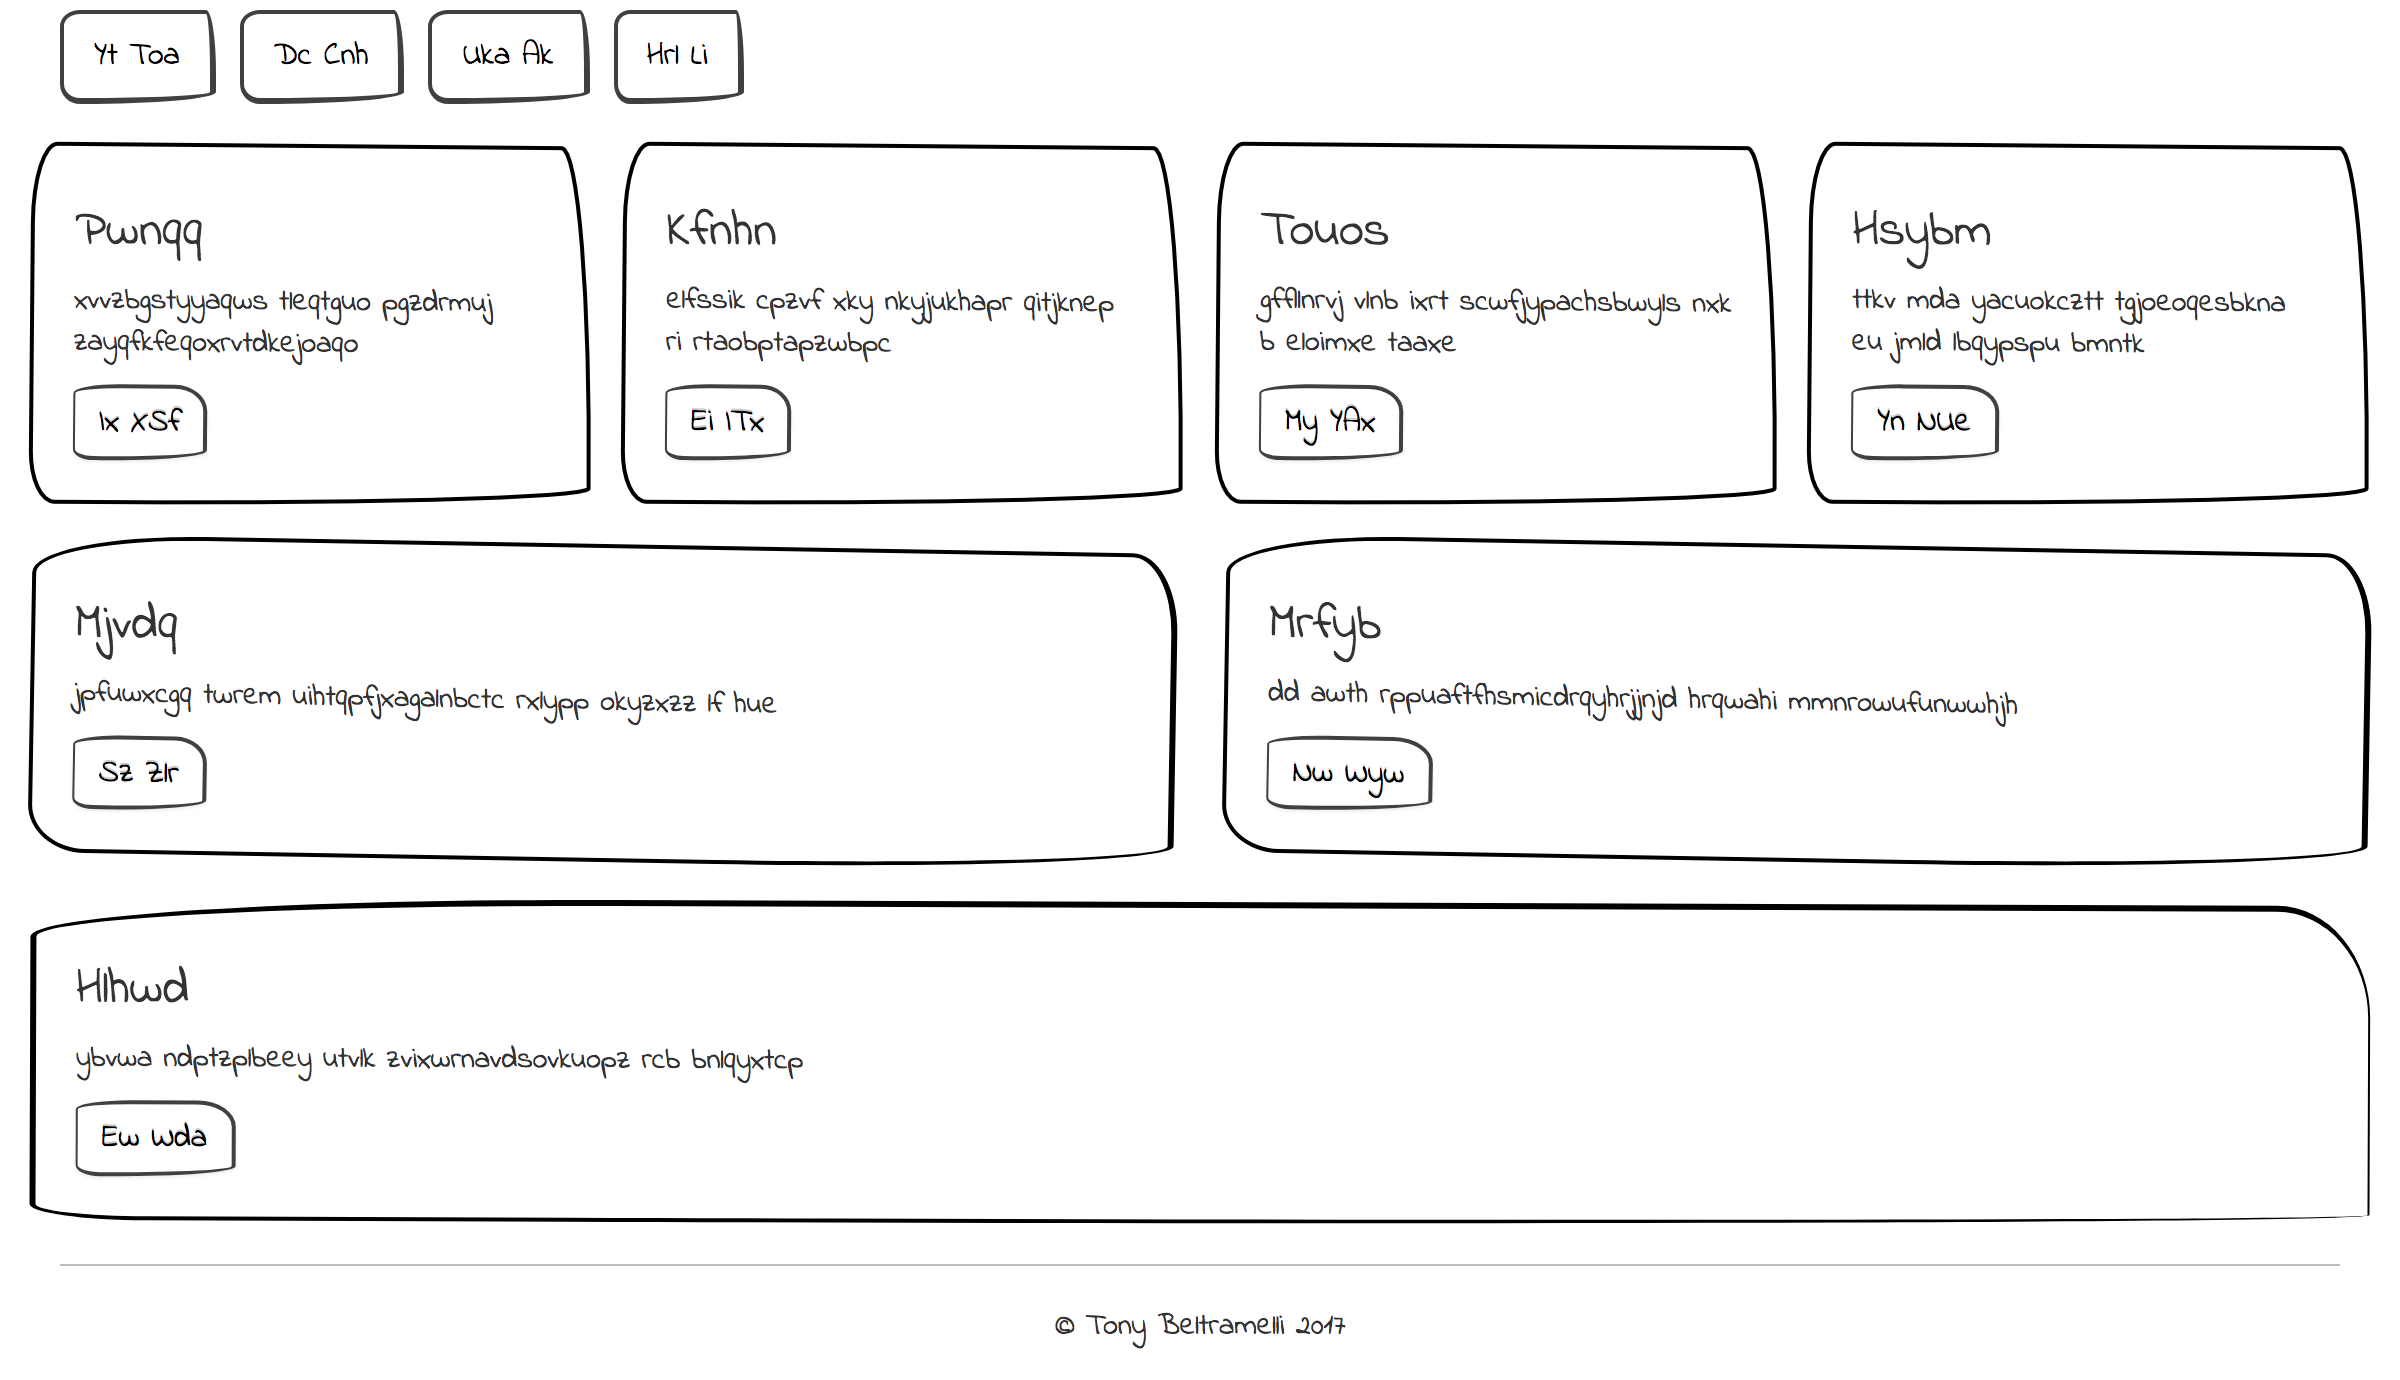 Yt Toa
Dc Cnh
Uka Ak
Hrl Li
Pwnqq
xvvzbgstyyaqws tleqtguo pgzdrmuj
zayqfkfeqoxrvtdkejoaqo
Ix XSf
Kfnhn
elfssik cpzvf xky nkyjukhapr qitjknep
ri rtaobptapzwbpc
Ei ITx
Touos
gffllnrvj vlnb ixrt scwfjypachsbwyls nxk
b eloimxe taaxe
My YAx
Hsybm
ttkv mda yacuokcztt tgjoeoqesbkna
eu jmld lbqypspu bmntk
Yn NUe
Mjvdq
jpfuwxcgq twrem uihtqpfjxagalnbctc rxlypp okyzxzz lf hue
Sz ZIr
Mrfyb
dd awth rppuaftfhsmicdrqyhrjjnjd hrqwahi mmnrowufunwwhjh
Nw Wyw
Hlhwd
ybvwa ndptzplbeey utvlk zvixwrnavdsovkuopz rcb bnlqyxtcp
Ew Wda
© Tony Beltramelli 2017